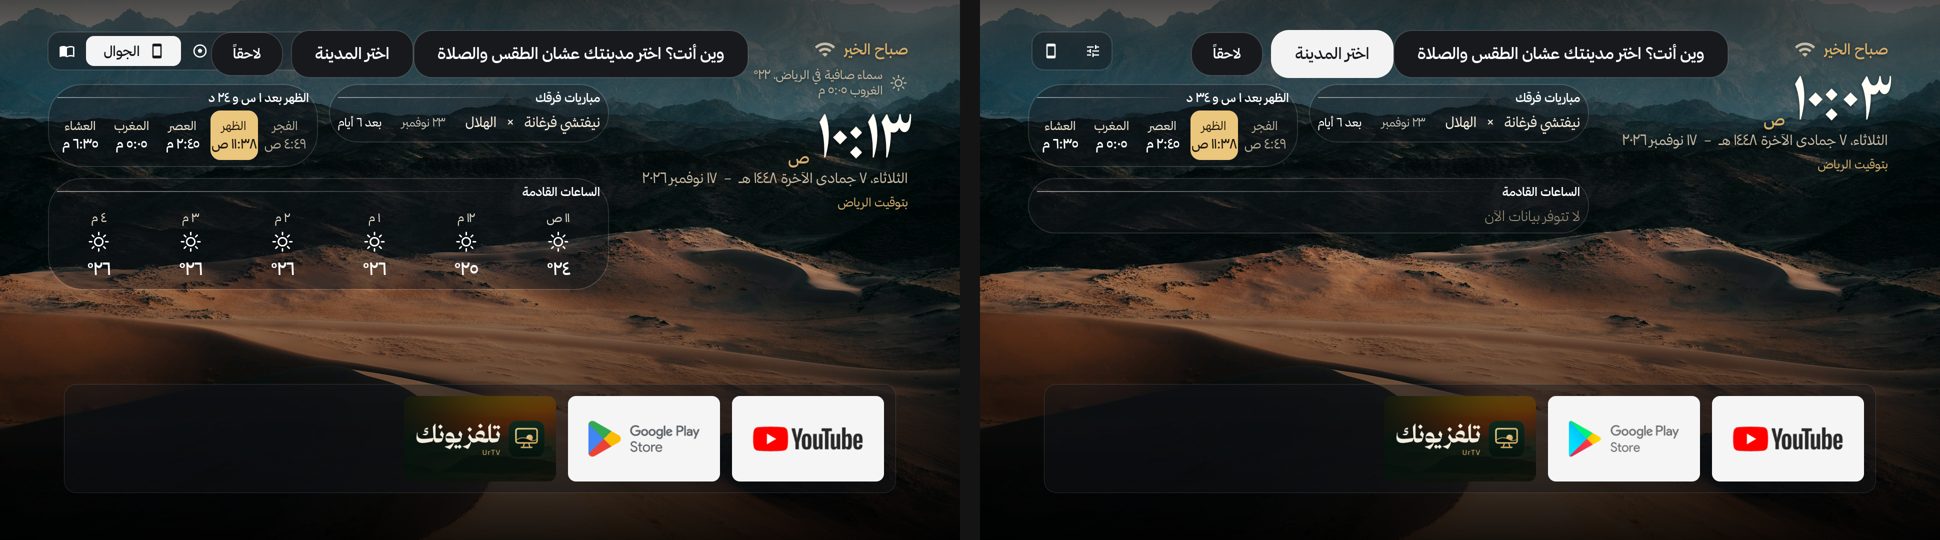 صباح الخير
سماء صافية في الرياض، ٢٢°
الغروب ٥:٠٥ م
١٠:١٣ ص
الثلاثاء، ٧ جمادى الآخرة ١٤٤٨ هـ – ١٧ نوفمبر ٢٠٢٦
بتوقيت الرياض
وين أنت؟ اختر مدينتك عشان الطقس والصلاة
اختر المدينة
لاحقاً
الجوال
مباريات فرقك
نيفتشي فرغانة × الهلال ٢٣ نوفمبر بعد ٦ أيام
الظهر بعد ١ س و ٢٤ د
الفجر الظهر العصر المغرب العشاء
٤:٤٩ ص ١١:٣٨ ص ٢:٤٥ م ٥:٠٥ م ٦:٣٥ م
الساعات القادمة
١١ ص ١٢ م ١ م ٢ م ٣ م ٤ م
٢٤° ٢٥° ٢٦° ٢٦° ٢٦° ٢٦°
YouTube
Google Play
Store
تلفزيونك
UrTV
صباح الخير
١٠:٠٣ ص
الثلاثاء، ٧ جمادى الآخرة ١٤٤٨ هـ – ١٧ نوفمبر ٢٠٢٦
بتوقيت الرياض
وين أنت؟ اختر مدينتك عشان الطقس والصلاة
اختر المدينة
لاحقاً
مباريات فرقك
نيفتشي فرغانة × الهلال ٢٣ نوفمبر بعد ٦ أيام
الظهر بعد ١ س و ٣٤ د
الفجر الظهر العصر المغرب العشاء
٤:٤٩ ص ١١:٣٨ ص ٢:٤٥ م ٥:٠٥ م ٦:٣٥ م
الساعات القادمة
لا تتوفر بيانات الآن
YouTube
Google Play
Store
تلفزيونك
UrTV